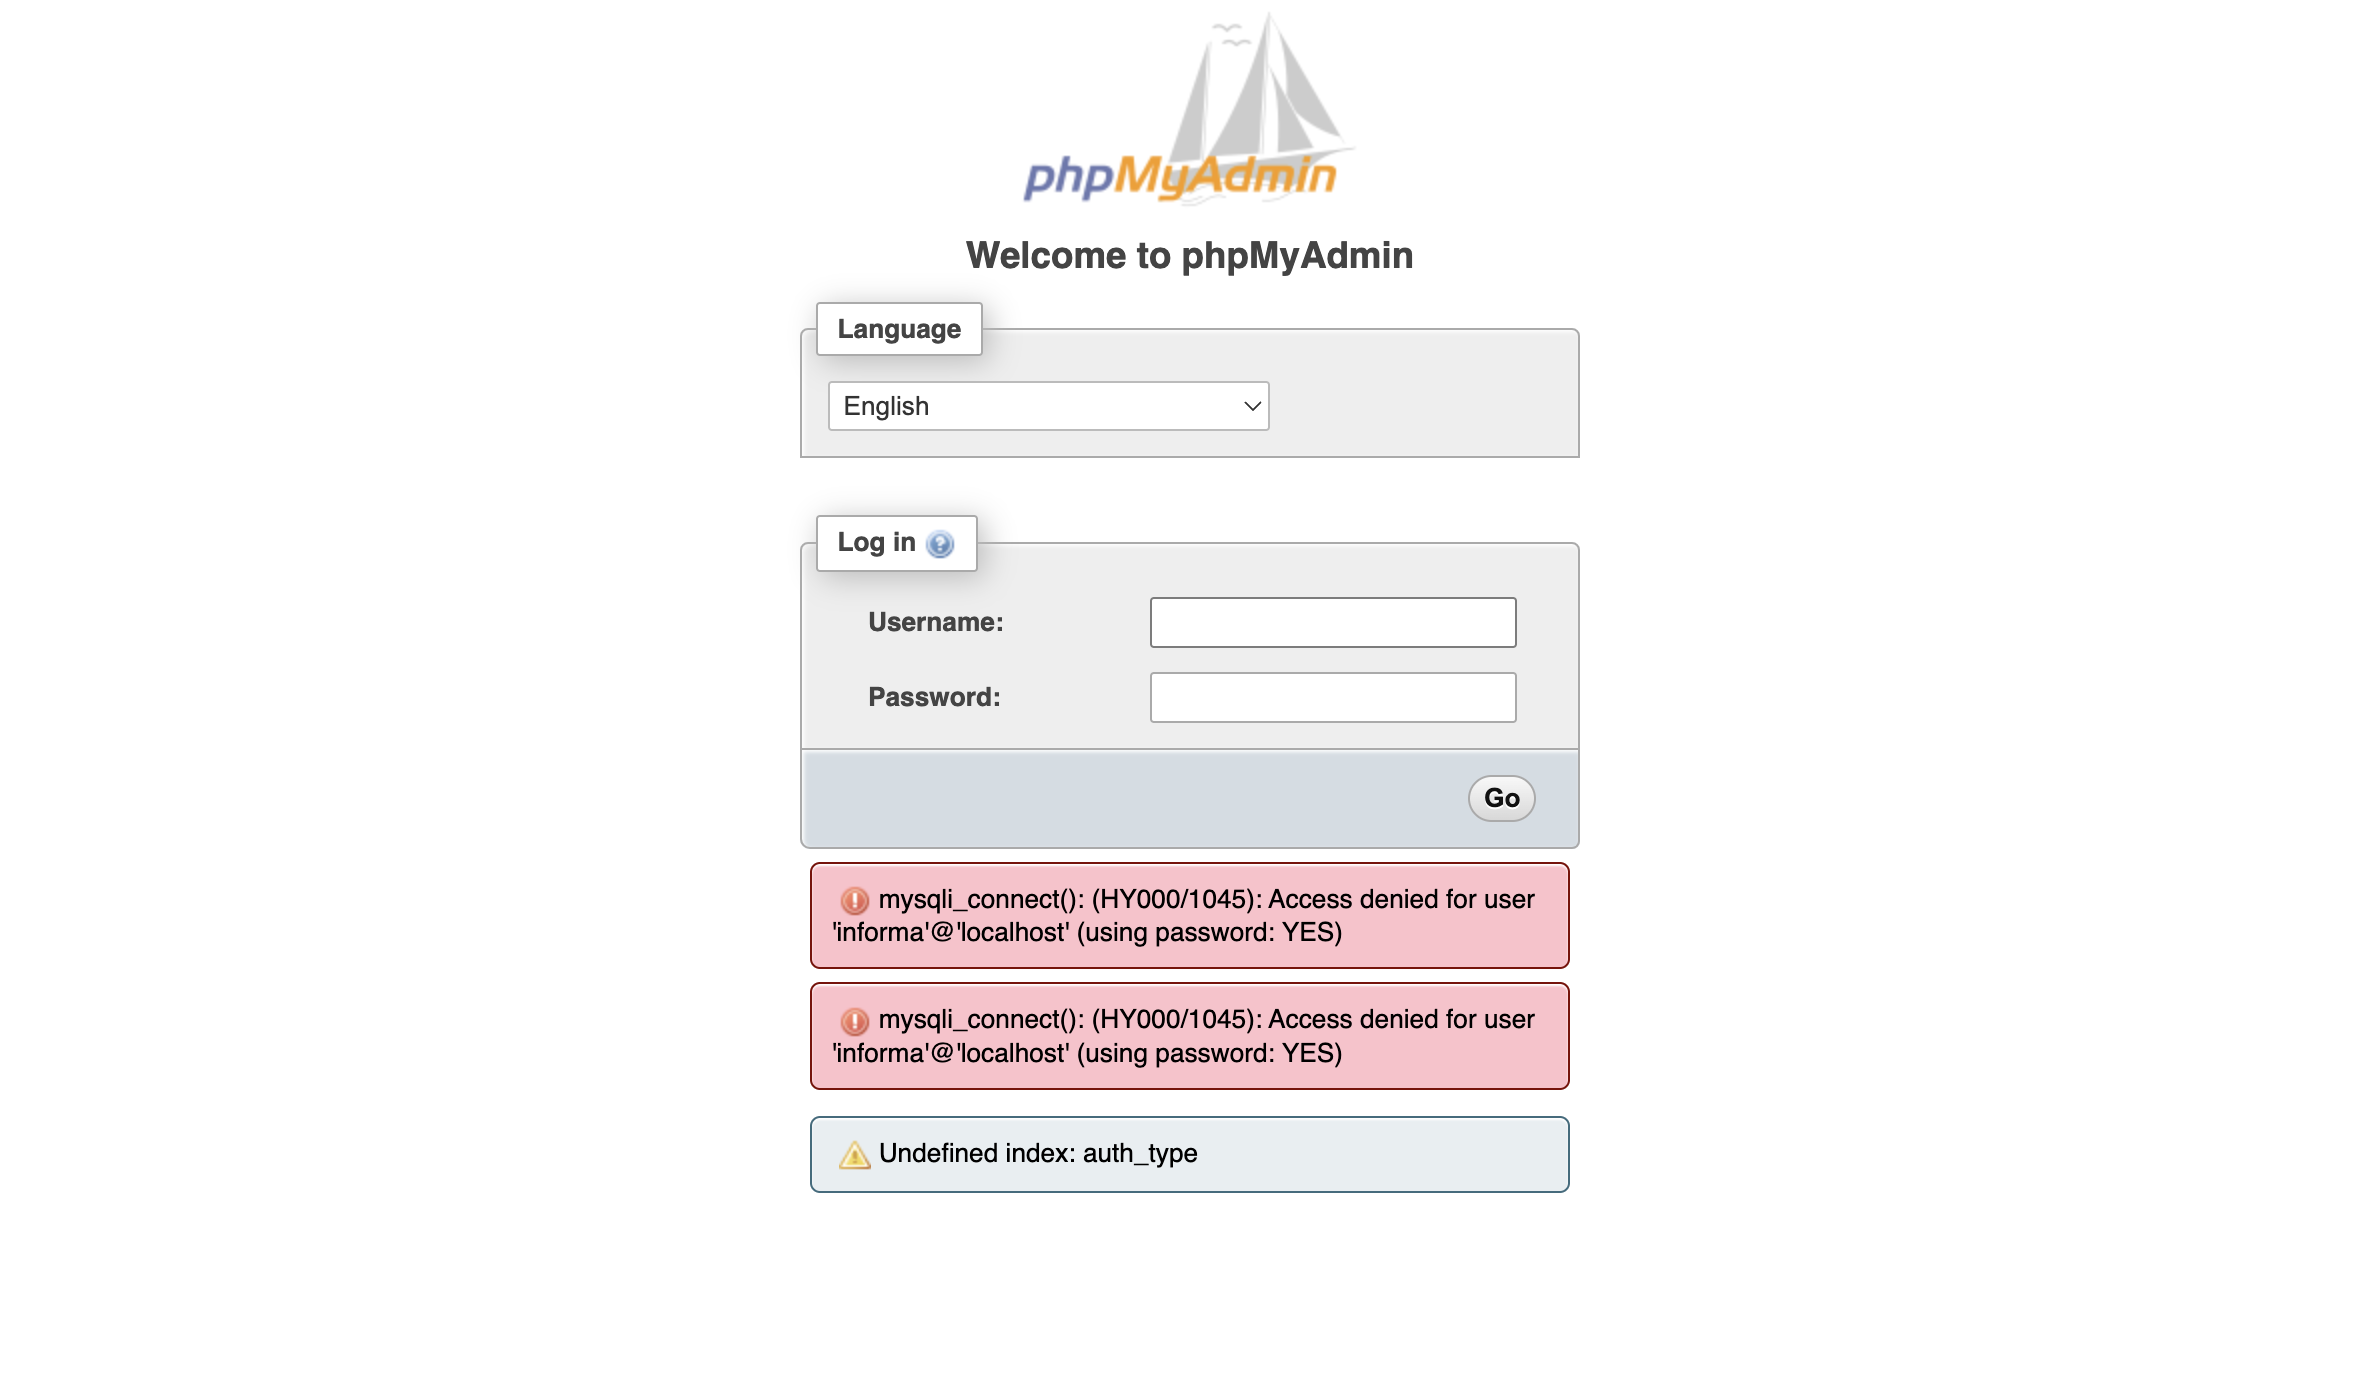 phpMyAdmin
Welcome to phpMyAdmin
Language
English
Log in
Username:
Password:
Go
mysqli_connect(): (HY000/1045): Access denied for user
'informa'@'localhost' (using password: YES)
mysqli_connect(): (HY000/1045): Access denied for user
'informa'@'localhost' (using password: YES)
Undefined index: auth_type